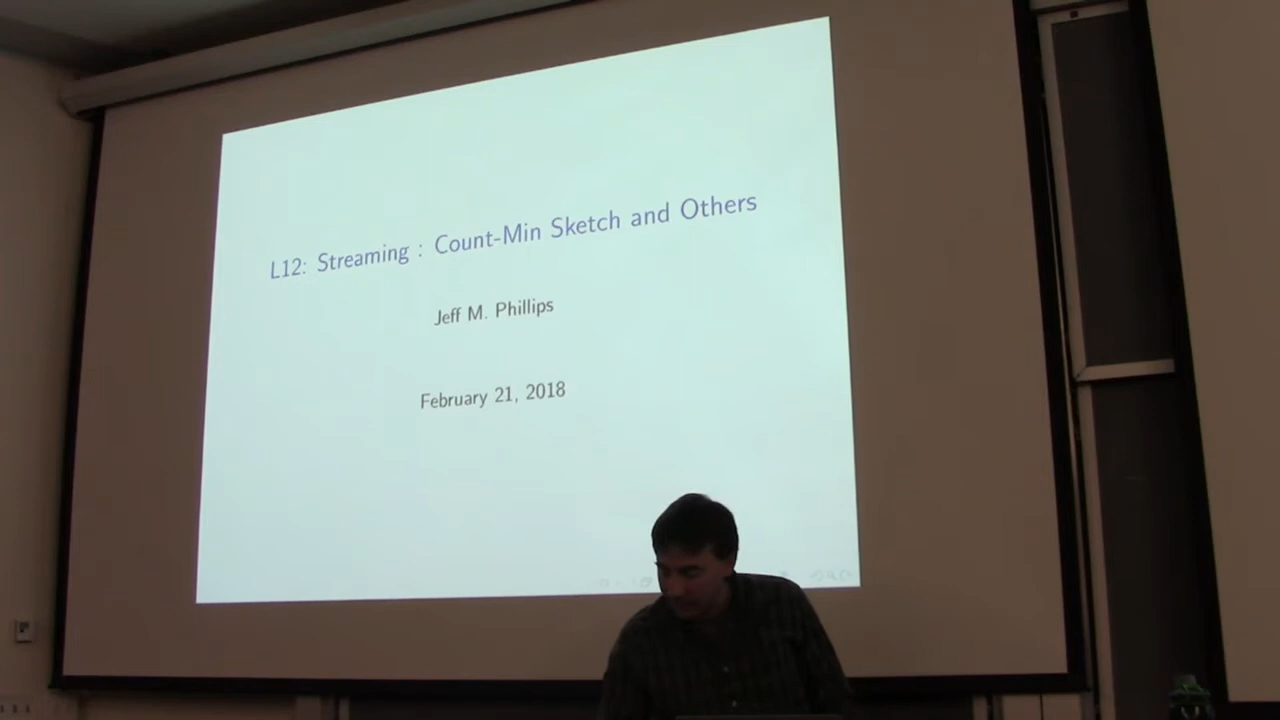 L12: Streaming : Count-Min Sketch and Others
Jeff M. Phillips
February 21, 2018